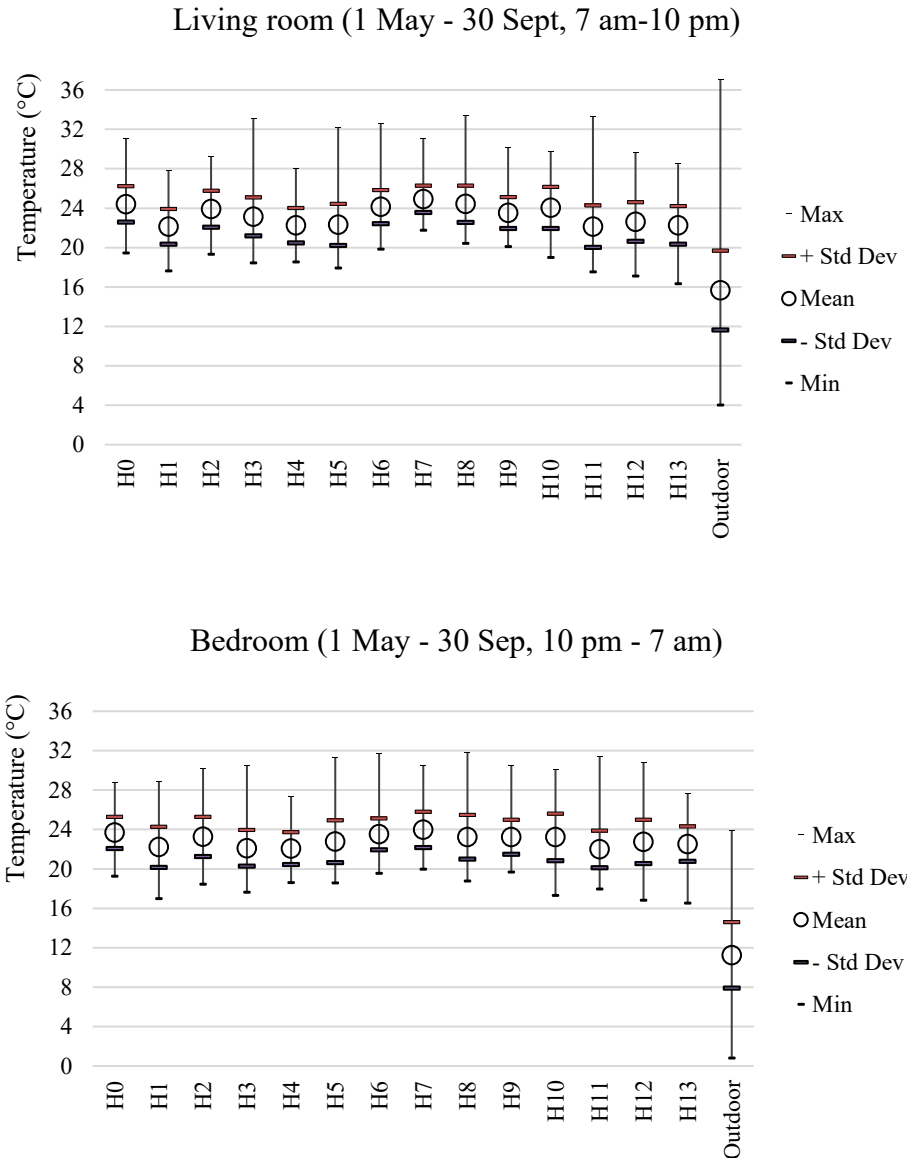 Living room (1 May - 30 Sept, 7 am-10 pm)
Temperature (°C)
36
32
28
24
20
16
12
8
4
0
H0 H1 H2 H3 H4 H5 H6 H7 H8 H9 H10 H11 H12 H13 Outdoor
Max
+ Std Dev
Mean
- Std Dev
Min
Bedroom (1 May - 30 Sep, 10 pm - 7 am)
Temperature (°C)
36
32
28
24
20
16
12
8
4
0
H0 H1 H2 H3 H4 H5 H6 H7 H8 H9 H10 H11 H12 H13 Outdoor
Max
+ Std Dev
Mean
- Std Dev
Min